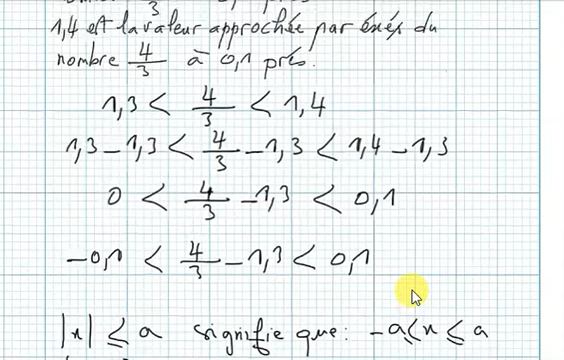 3
1,4 est la valeur approchée par éxés du
nombre 4/3 à 0,1 près.
1,3 < 4/3 < 1,4
1,3 - 1,3 < 4/3 - 1,3 < 1,4 - 1,3
0 < 4/3 - 1,3 < 0,1
-0,1 < 4/3 - 1,3 < 0,1
|x| ≤ a signifie que: -a ≤ x ≤ a